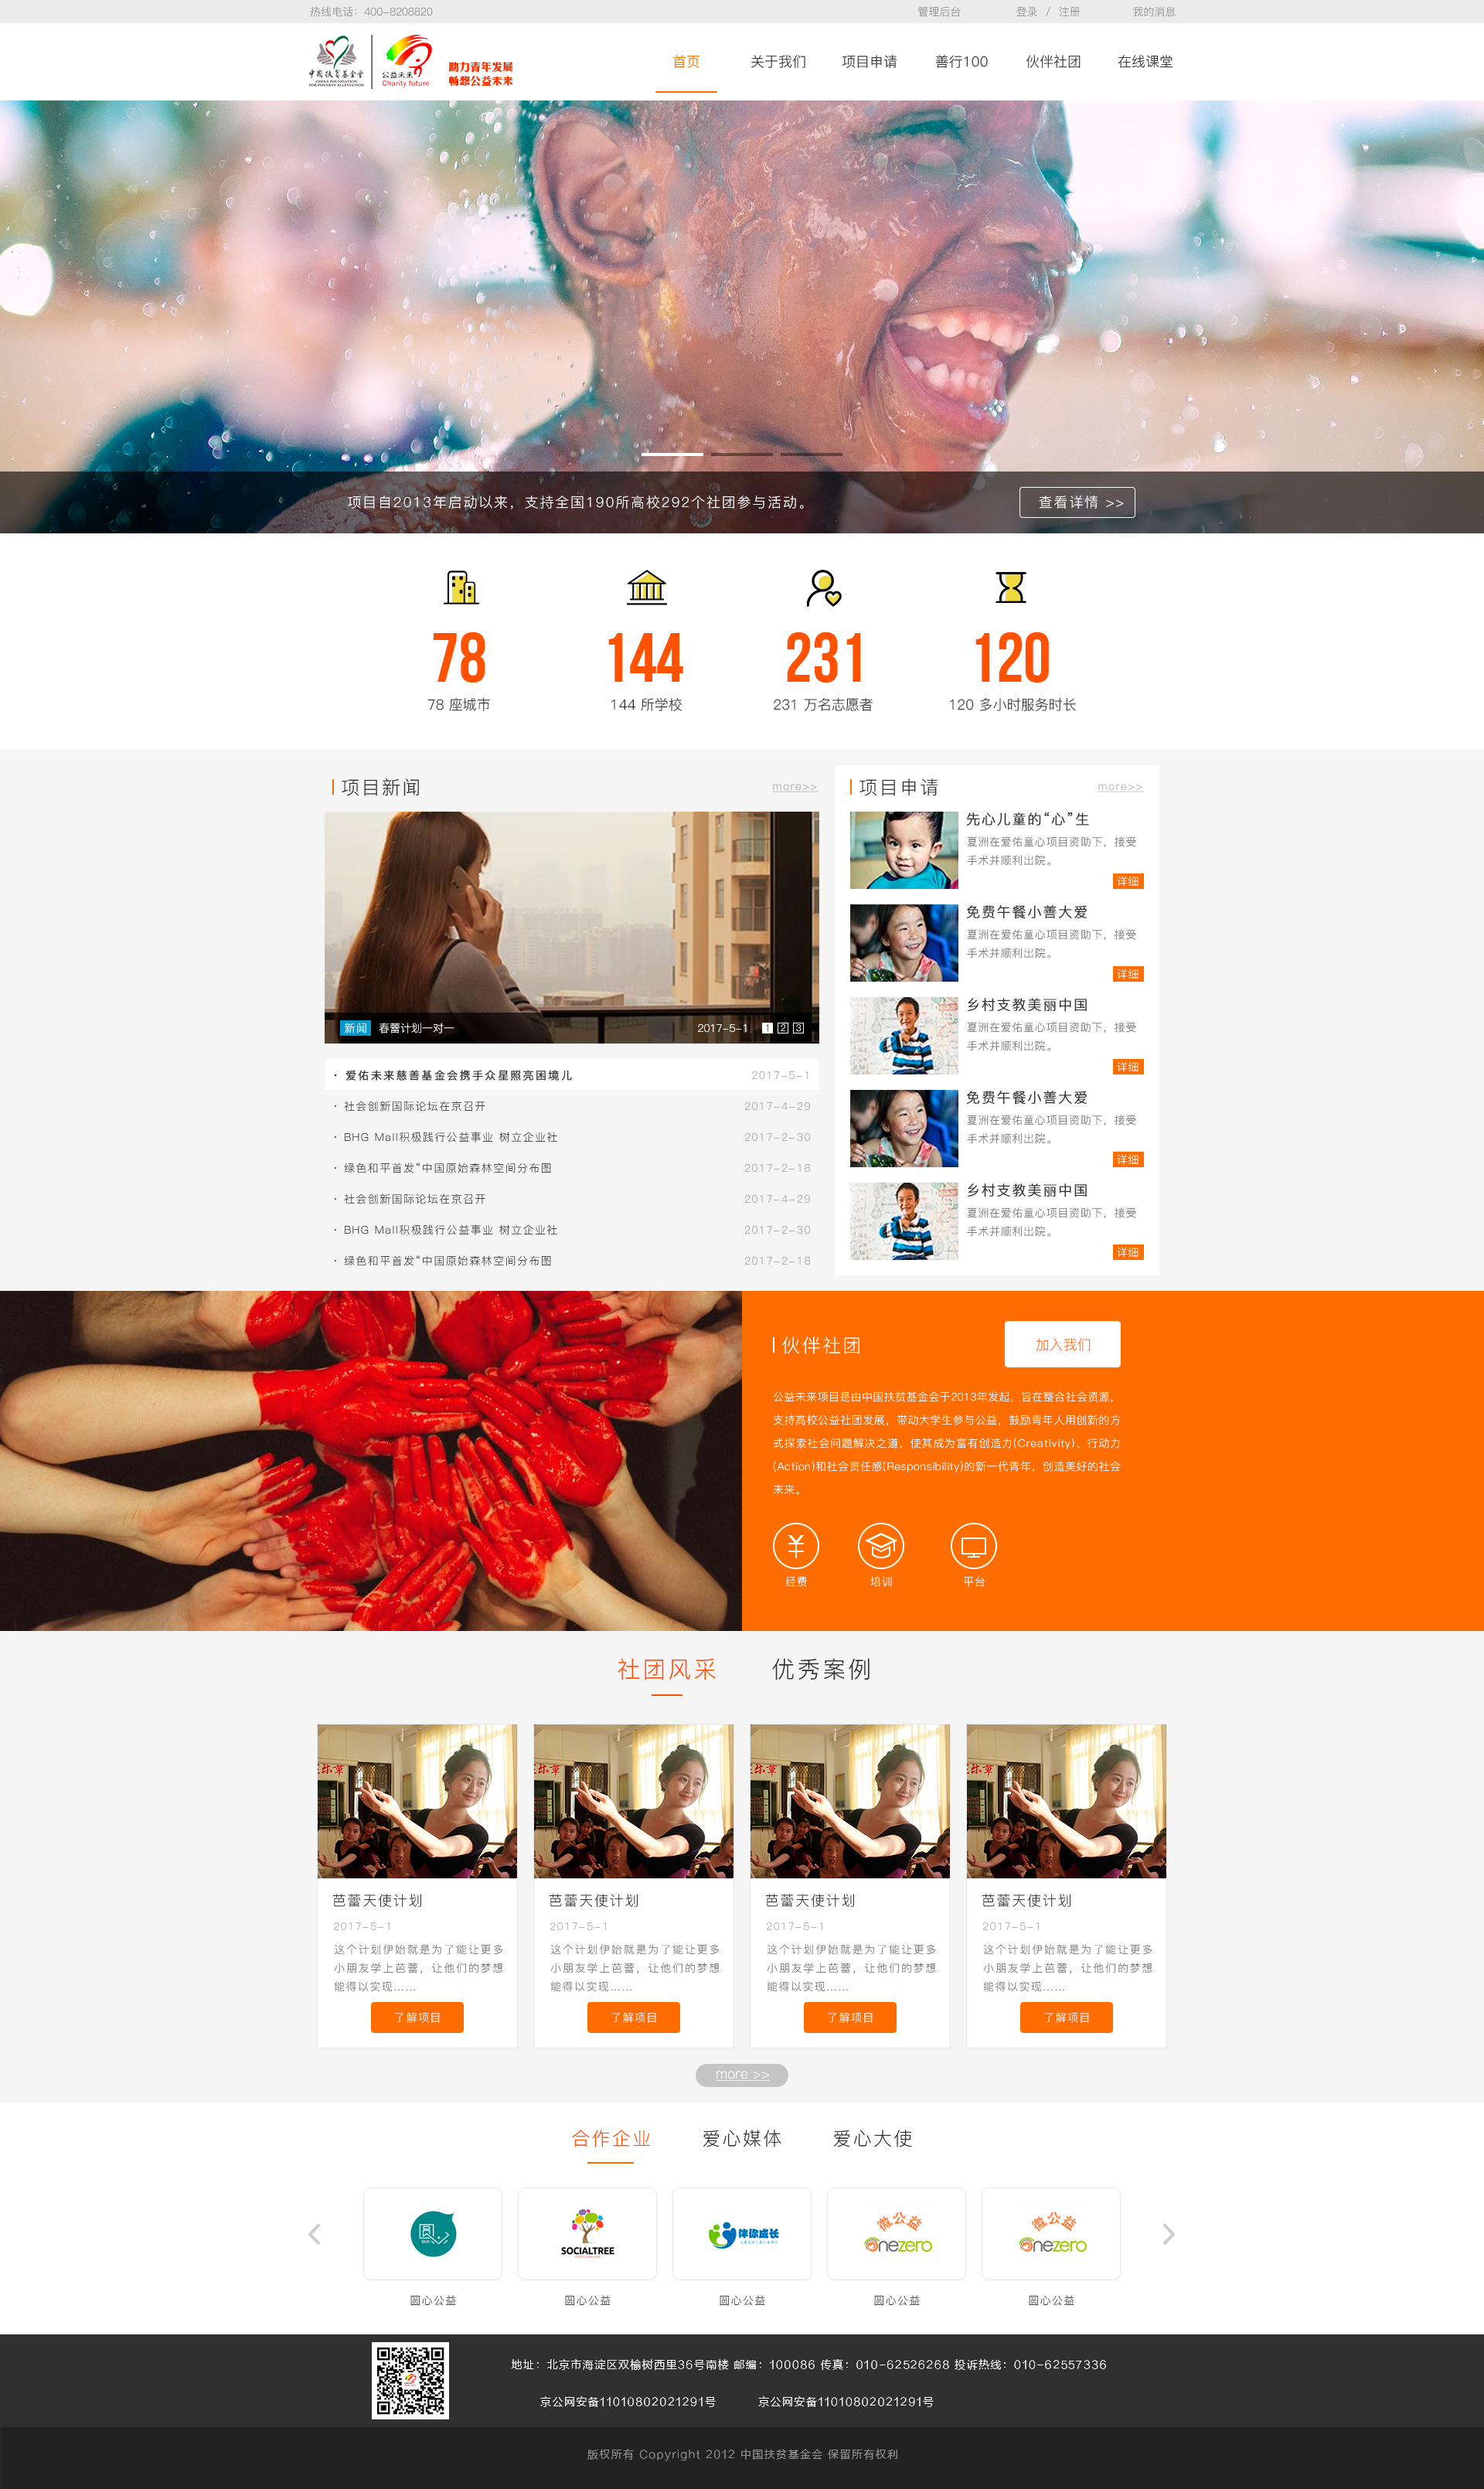 热线电话：400-8208820 管理后台 登录 / 注册 我的消息
中国扶贫基金会
CHINA FOUNDATION
FOR POVERTY ALLEVIATION
公益未来
Charity future
助力青年发展
畅想公益未来
首页 关于我们 项目申请 善行100 伙伴社团 在线课堂
项目自2013年启动以来，支持全国190所高校292个社团参与活动。 查看详情 >>
78 144 231 120
78 座城市 144 所学校 231 万名志愿者 120 多小时服务时长
项目新闻 more>>
新闻 春蕾计划一对一 2017-5-1 1 2 3
· 爱佑未来慈善基金会携手众星照亮困境儿 2017-5-1
· 社会创新国际论坛在京召开 2017-4-29
· BHG Mall积极践行公益事业 树立企业社 2017-2-30
· 绿色和平首发“中国原始森林空间分布图 2017-2-18
· 社会创新国际论坛在京召开 2017-4-29
· BHG Mall积极践行公益事业 树立企业社 2017-2-30
· 绿色和平首发“中国原始森林空间分布图 2017-2-18
项目申请 more>>
先心儿童的“心”生
夏洲在爱佑童心项目资助下，接受
手术并顺利出院。
详细
免费午餐小善大爱
夏洲在爱佑童心项目资助下，接受
手术并顺利出院。
详细
乡村支教美丽中国
夏洲在爱佑童心项目资助下，接受
手术并顺利出院。
详细
免费午餐小善大爱
夏洲在爱佑童心项目资助下，接受
手术并顺利出院。
详细
乡村支教美丽中国
夏洲在爱佑童心项目资助下，接受
手术并顺利出院。
详细
伙伴社团 加入我们
公益未来项目是由中国扶贫基金会于2013年发起，旨在整合社会资源，
支持高校公益社团发展，带动大学生参与公益，鼓励青年人用创新的方
式探索社会问题解决之道，使其成为富有创造力(Creativity)、行动力
(Action)和社会责任感(Responsibility)的新一代青年，创造美好的社会
未来。
经费 培训 平台
社团风采 优秀案例
芭蕾天使计划 芭蕾天使计划 芭蕾天使计划 芭蕾天使计划
2017-5-1 2017-5-1 2017-5-1 2017-5-1
这个计划伊始就是为了能让更多 这个计划伊始就是为了能让更多 这个计划伊始就是为了能让更多 这个计划伊始就是为了能让更多
小朋友学上芭蕾，让他们的梦想 小朋友学上芭蕾，让他们的梦想 小朋友学上芭蕾，让他们的梦想 小朋友学上芭蕾，让他们的梦想
能得以实现…… 能得以实现…… 能得以实现…… 能得以实现……
了解项目 了解项目 了解项目 了解项目
more >>
合作企业 爱心媒体 爱心大使
SOCIALTREE
伴你成长
微公益
onezero
微公益
onezero
圆心公益 圆心公益 圆心公益 圆心公益 圆心公益
地址：北京市海淀区双榆树西里36号南楼 邮编：100086 传真：010-62526268 投诉热线：010-62557336
京公网安备11010802021291号 京公网安备11010802021291号
版权所有 Copyright 2012 中国扶贫基金会 保留所有权利